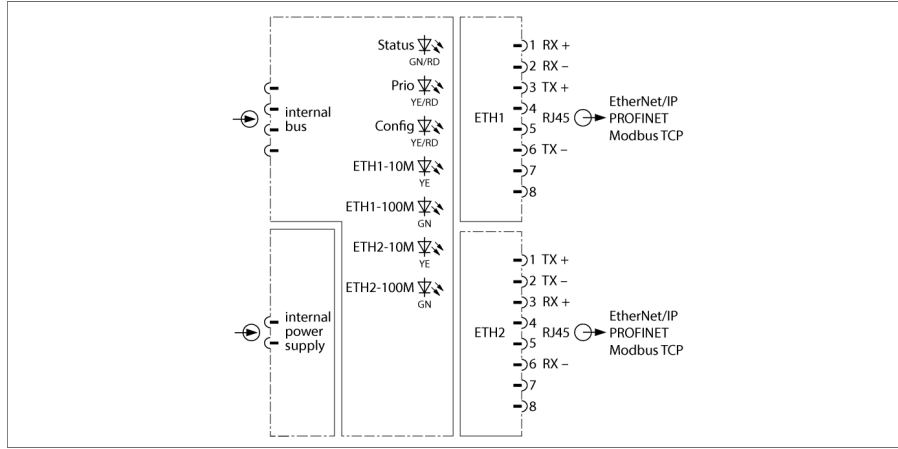 Status
GN/RD
Prio
YE/RD
Config
YE/RD
ETH1-10M
YE
ETH1-100M
GN
ETH2-10M
YE
ETH2-100M
GN
internal
bus
internal
power
supply
ETH1
1 RX +
2 RX –
3 TX +
4
5
6 TX –
7
8
RJ45
EtherNet/IP
PROFINET
Modbus TCP
ETH2
1 TX +
2 TX –
3 RX +
4
5
6 RX –
7
8
RJ45
EtherNet/IP
PROFINET
Modbus TCP